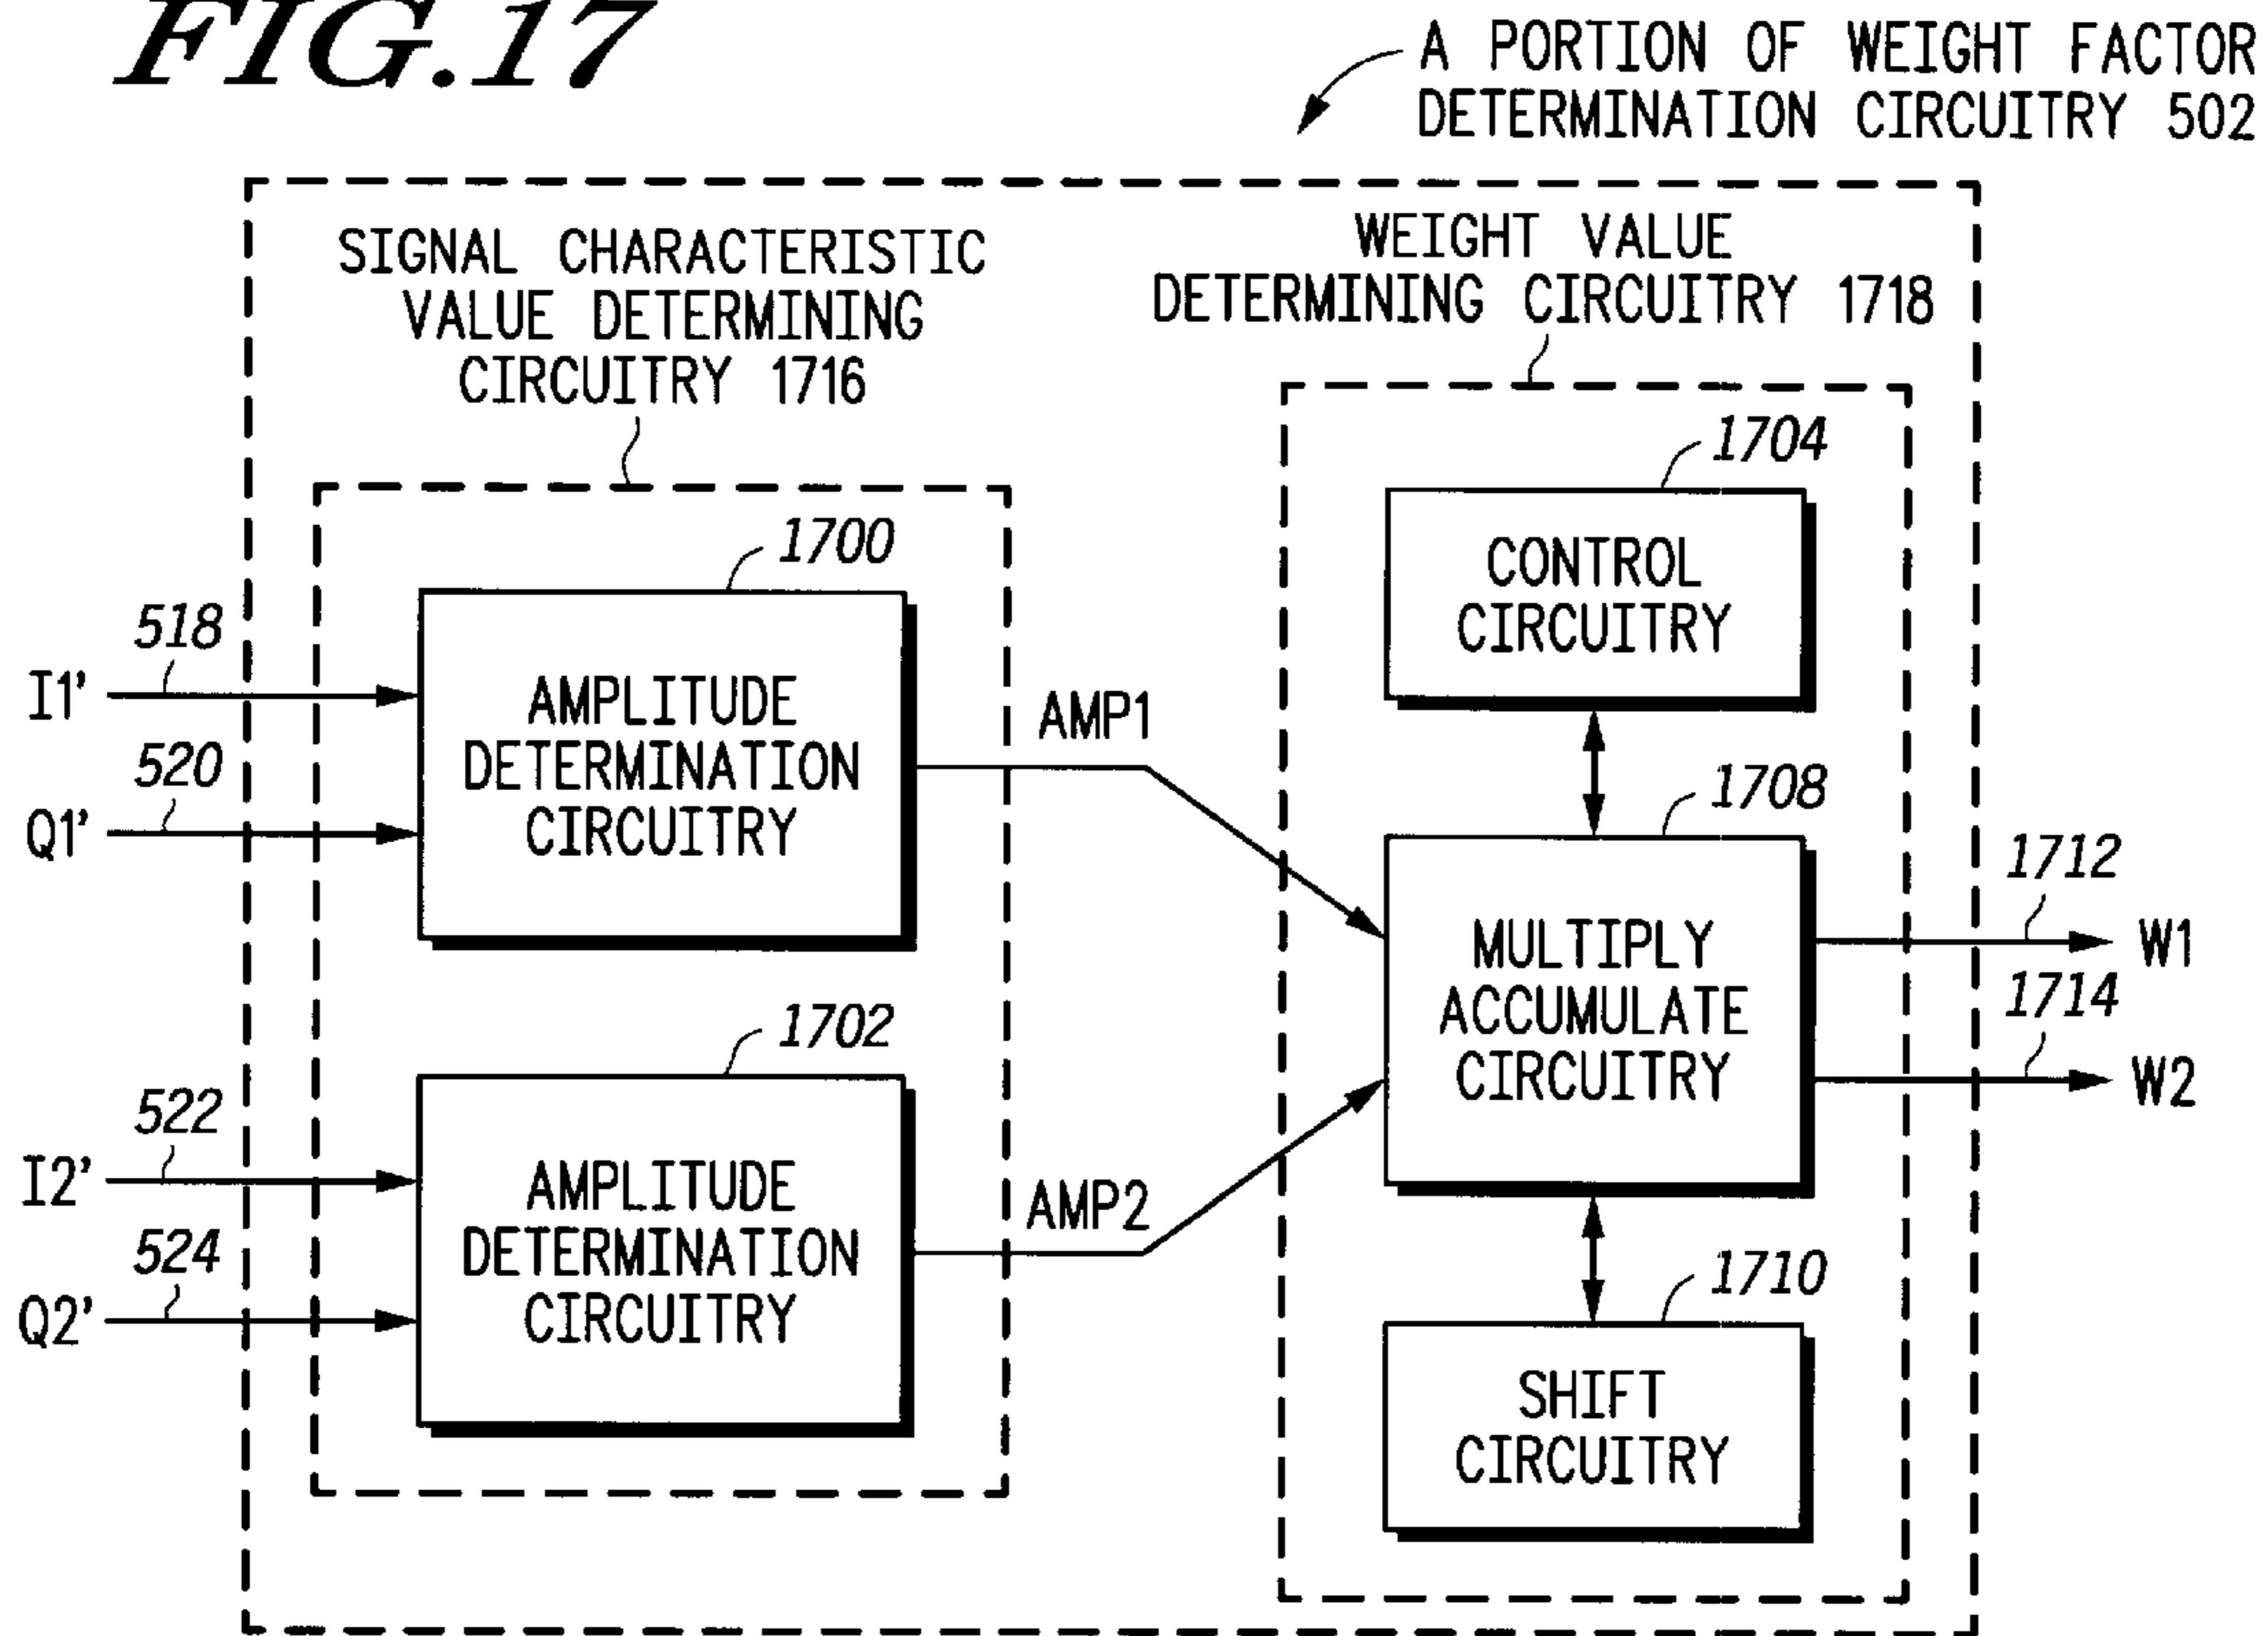 FIG.17
A PORTION OF WEIGHT FACTOR
DETERMINATION CIRCUITRY 502
SIGNAL CHARACTERISTIC
VALUE DETERMINING
CIRCUITRY 1716
WEIGHT VALUE
DETERMINING CIRCUITRY 1718
1700
AMPLITUDE
DETERMINATION
CIRCUITRY
518
I1'
520
Q1'
AMP1
1702
AMPLITUDE
DETERMINATION
CIRCUITRY
522
I2'
524
Q2'
AMP2
1704
CONTROL
CIRCUITRY
1708
MULTIPLY
ACCUMULATE
CIRCUITRY
1710
SHIFT
CIRCUITRY
1712
W1
1714
W2